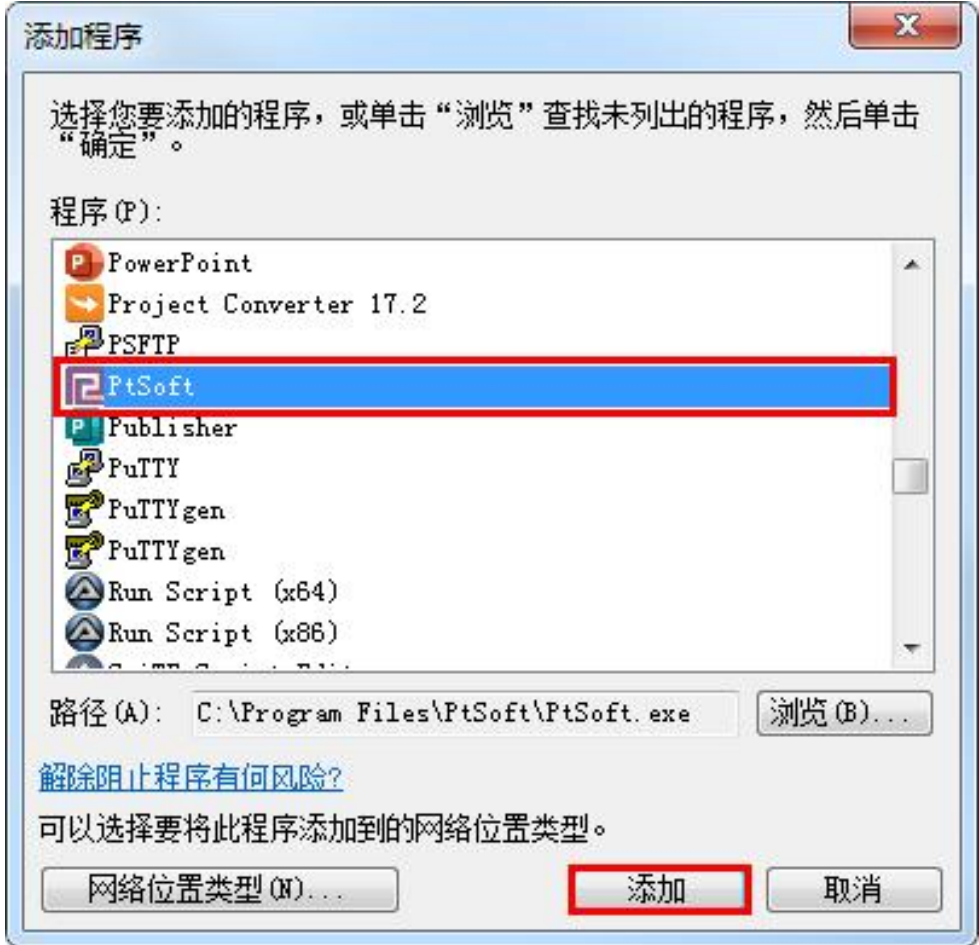 添加程序
选择您要添加的程序，或单击“浏览”查找未列出的程序，然后单击
“确定”。
程序(P):
PowerPoint
Project Converter 17.2
PSFTP
PtSoft
Publisher
PuTTY
PuTTYgen
PuTTYgen
Run Script (x64)
Run Script (x86)
路径(A): C:\Program Files\PtSoft\PtSoft.exe 浏览(B)...
解除阻止程序有何风险?
可以选择要将此程序添加到的网络位置类型。
网络位置类型(N)... 添加 取消